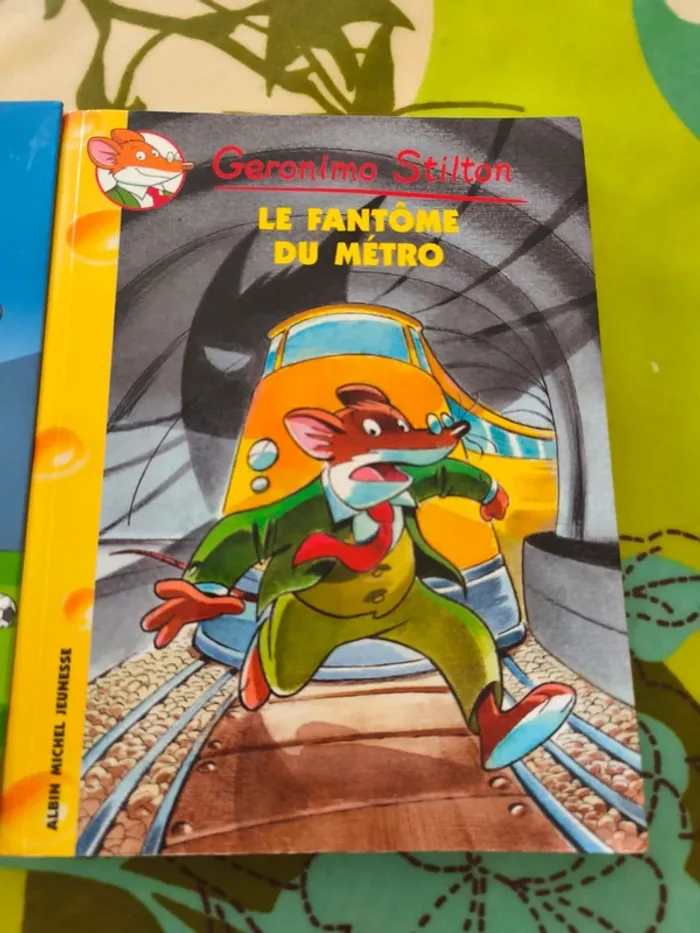 Geronimo Stilton
LE FANTÔME
DU MÉTRO
ALBIN MICHEL JEUNESSE